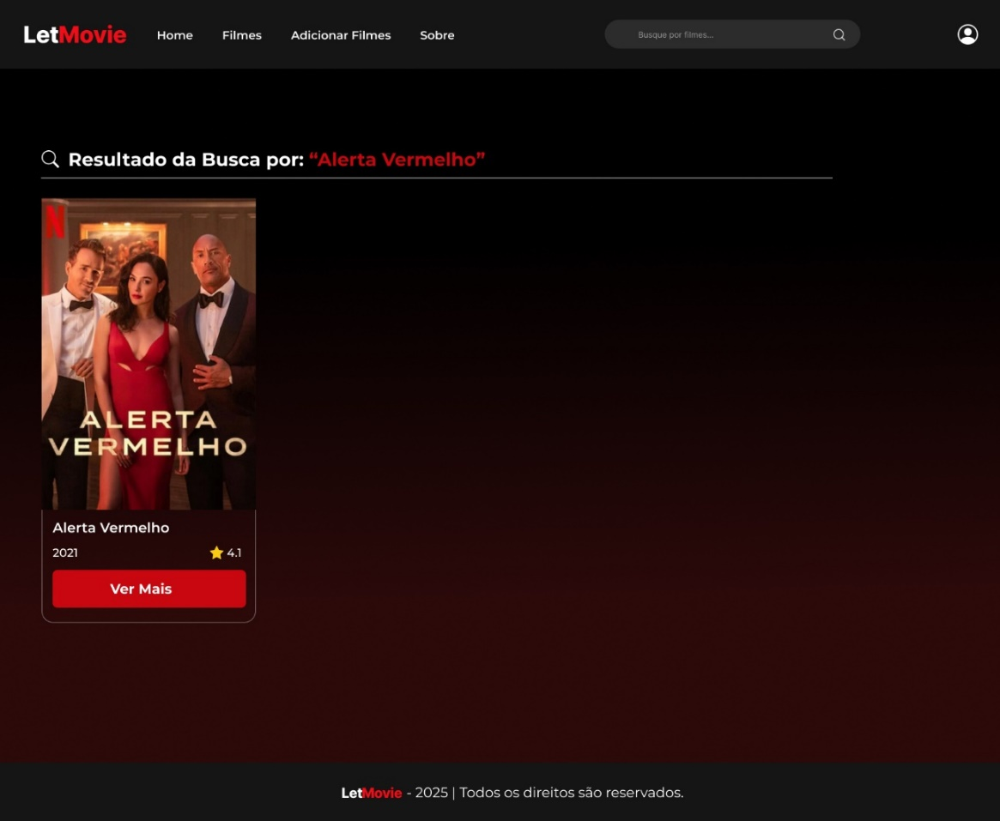 LetMovie Home Filmes Adicionar Filmes Sobre Busque por filmes...
Resultado da Busca por: “Alerta Vermelho”
N
ALERTA
VERMELHO
Alerta Vermelho
2021 4.1
Ver Mais
LetMovie - 2025 | Todos os direitos são reservados.